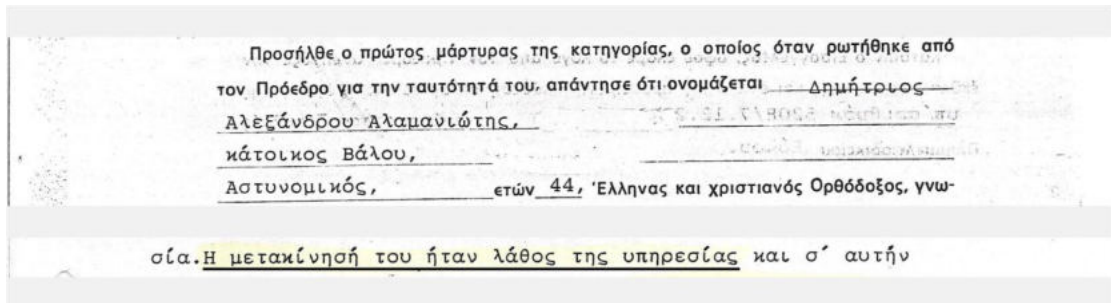 Προσήλθε ο πρώτος μάρτυρας της κατηγορίας, ο οποίος όταν ρωτήθηκε από
τον Πρόεδρο για την ταυτότητά του, απάντησε ότι ονομάζεται Δημήτριος
Αλεξάνδρου Αλαμανιώτης,
κάτοικος Βάλου,
Αστυνομικός, ετών 44, Έλληνας και χριστιανός Ορθόδοξος, γνω-
σία. Η μετακίνησή του ήταν λάθος της υπηρεσίας και σ' αυτήν